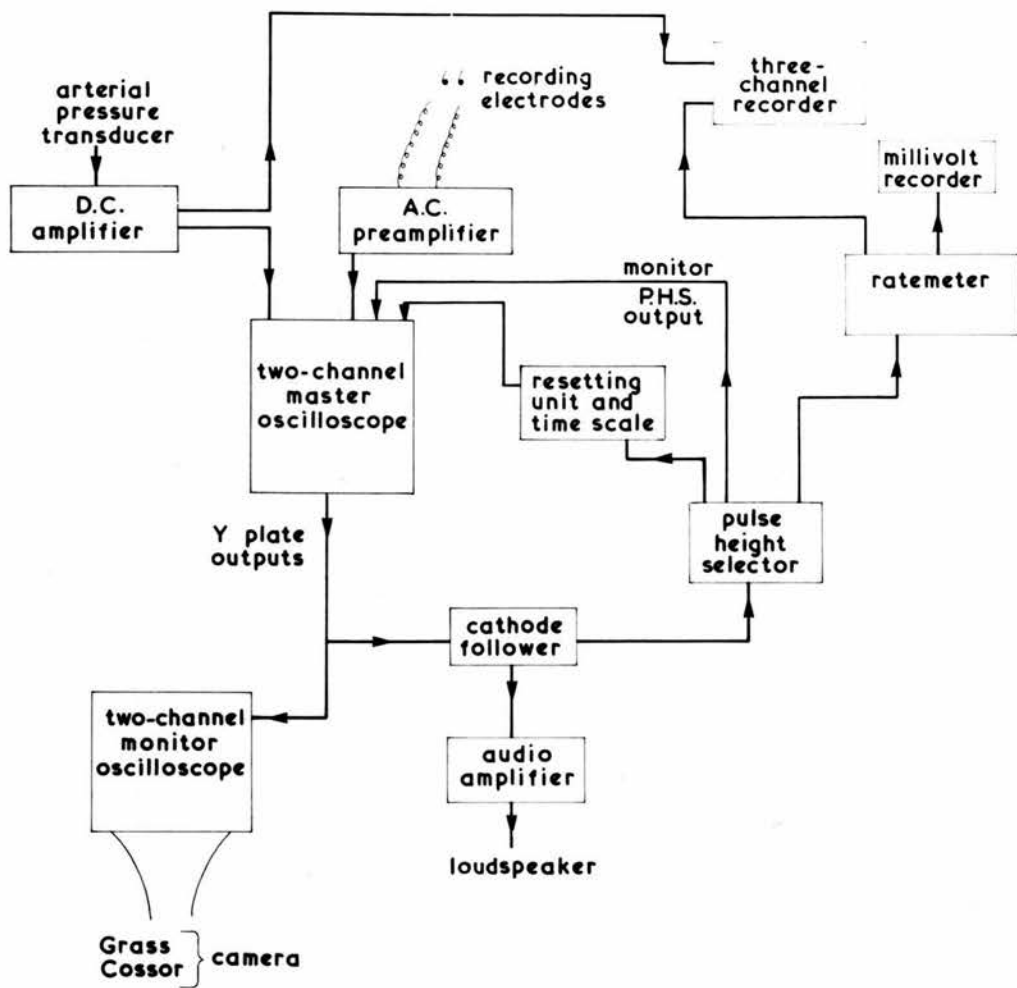 arterial
pressure
transducer
recording
electrodes
three-
channel
recorder
millivolt
recorder
D.C.
amplifier
A.C.
preamplifier
monitor
P.H.S.
output
ratemeter
two-channel
master
oscilloscope
resetting
unit and
time scale
Y plate
outputs
pulse
height
selector
cathode
follower
two-channel
monitor
oscilloscope
audio
amplifier
loudspeaker
Grass
Cossor
camera